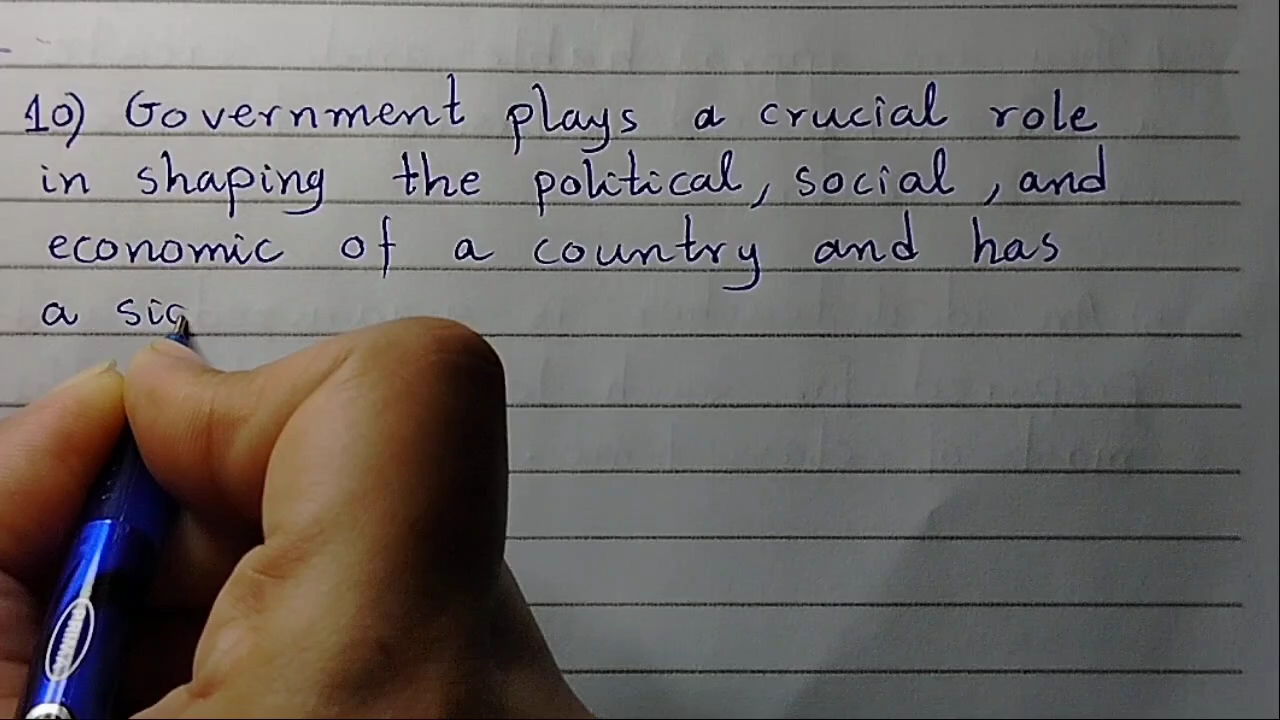 10) Government plays a crucial role
in shaping the political, social, and
economic of a country and has
a sig